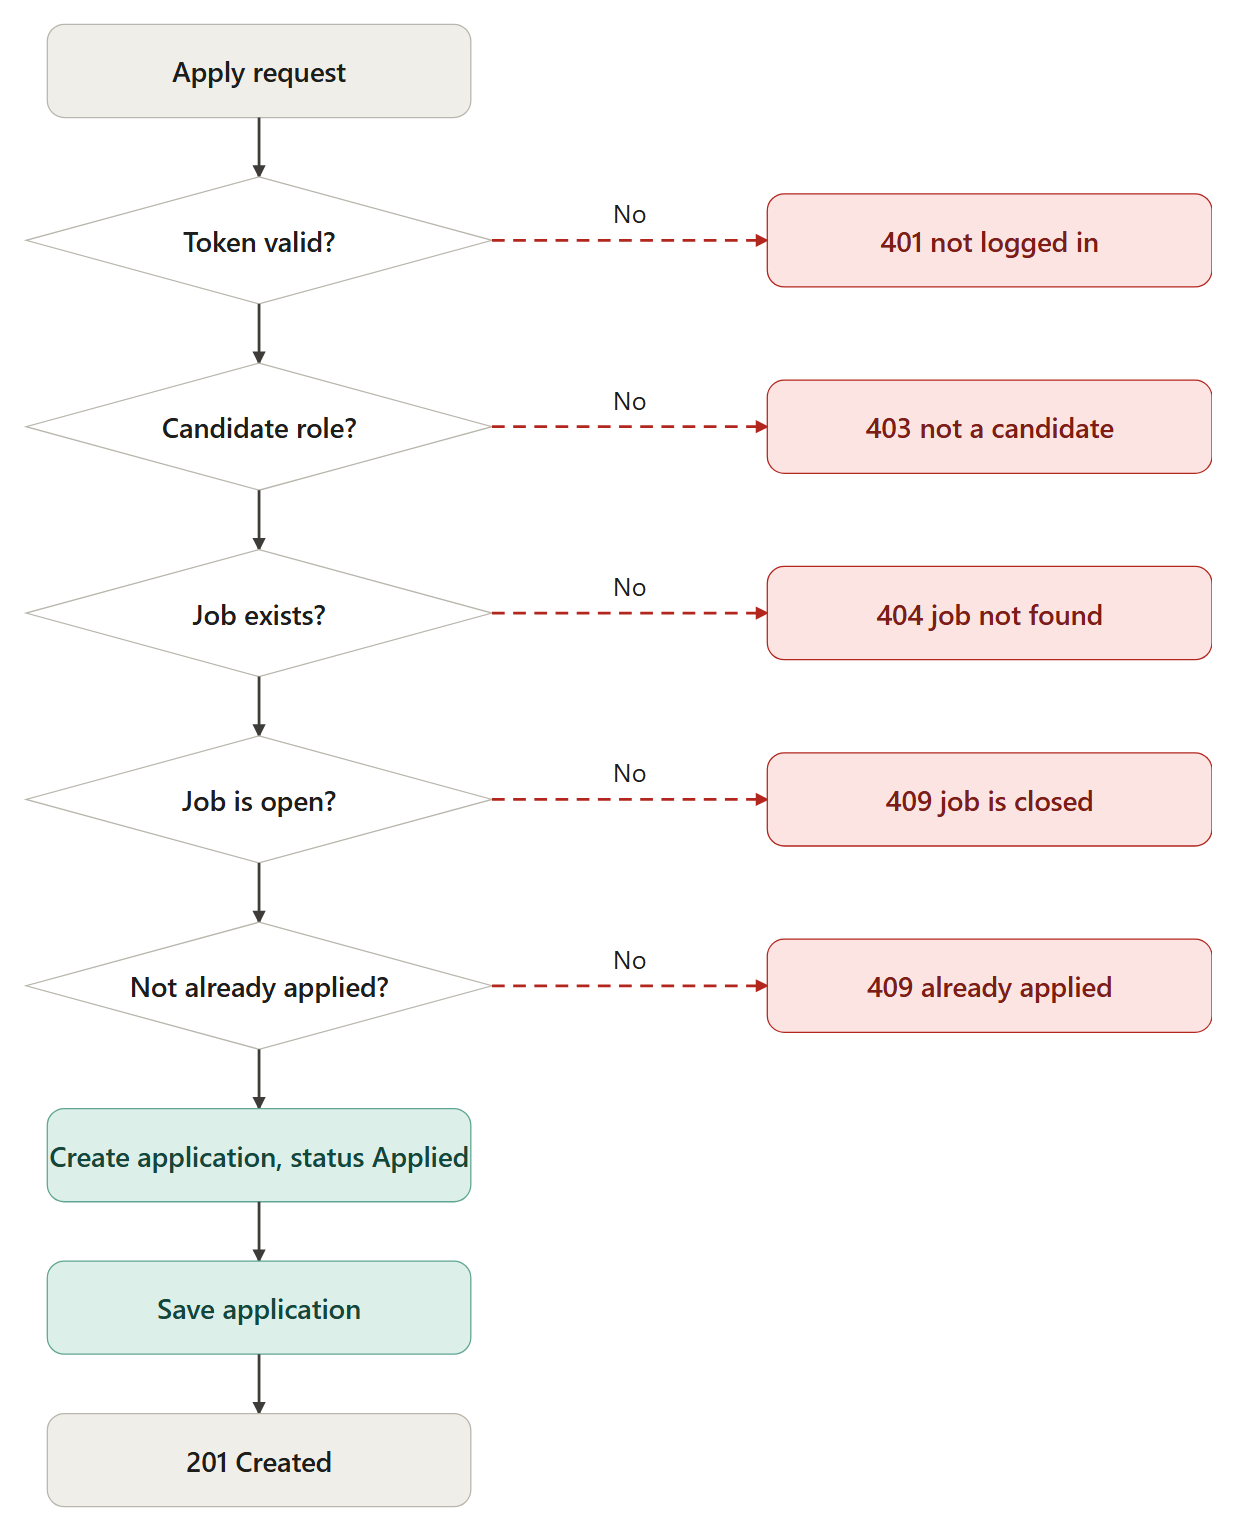 Apply request
Token valid?
No
401 not logged in
Candidate role?
No
403 not a candidate
Job exists?
No
404 job not found
Job is open?
No
409 job is closed
Not already applied?
No
409 already applied
Create application, status Applied
Save application
201 Created